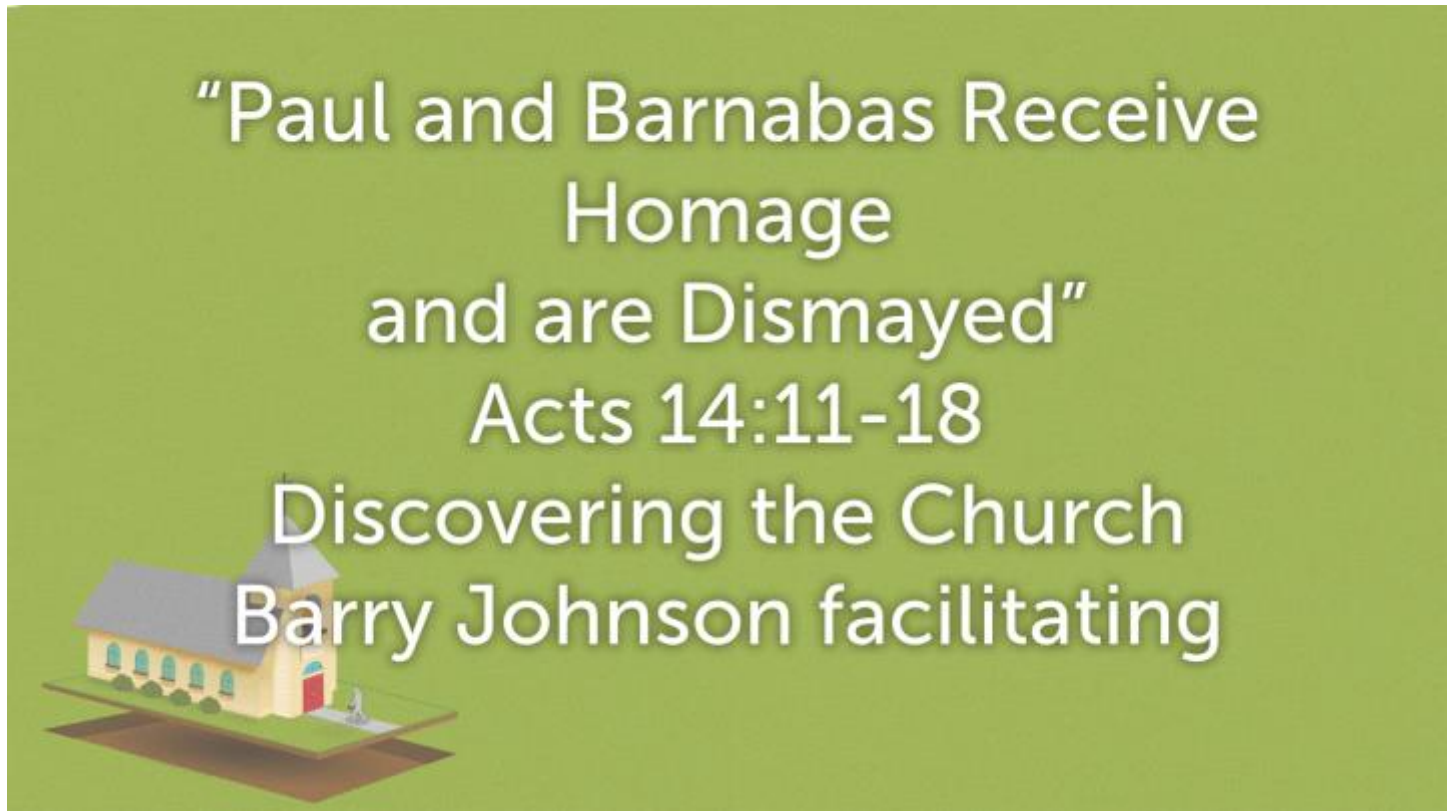 “Paul and Barnabas Receive
Homage
and are Dismayed”
Acts 14:11-18
Discovering the Church
Barry Johnson facilitating